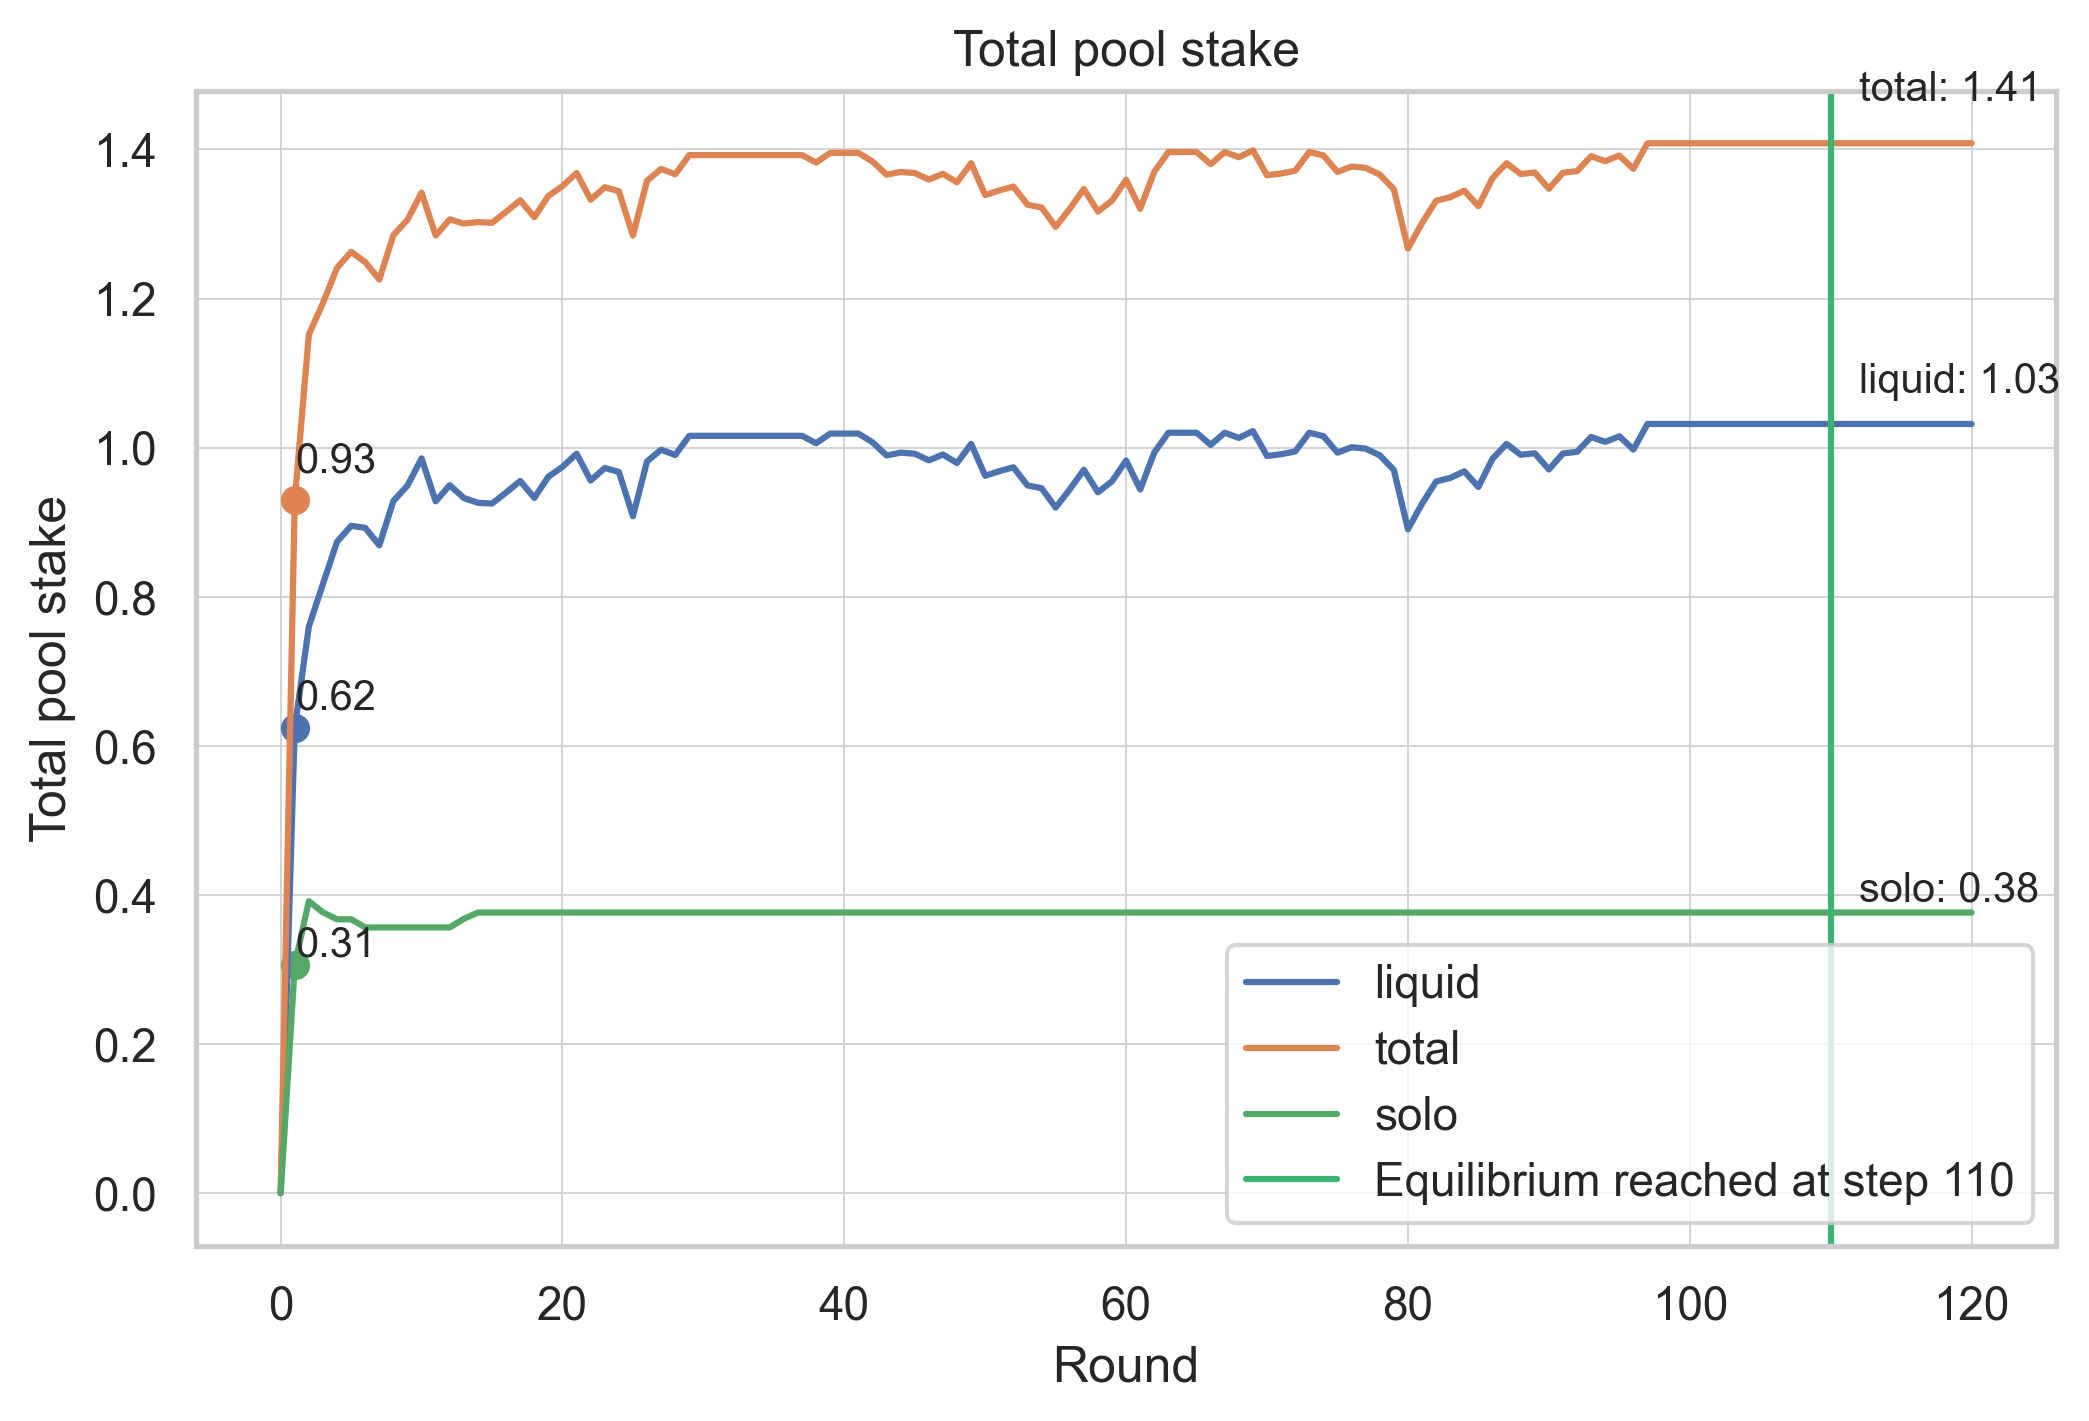 Total pool stake
total: 1.41
1.4
liquid: 1.03
1.2
1.0
0.93
0.8
Total pool stake
0.62
0.6
solo: 0.38
0.4
0.31
liquid
total
0.2
solo
Equilibrium reached at step 110
0.0
0 20 40 60 80 100 120
Round